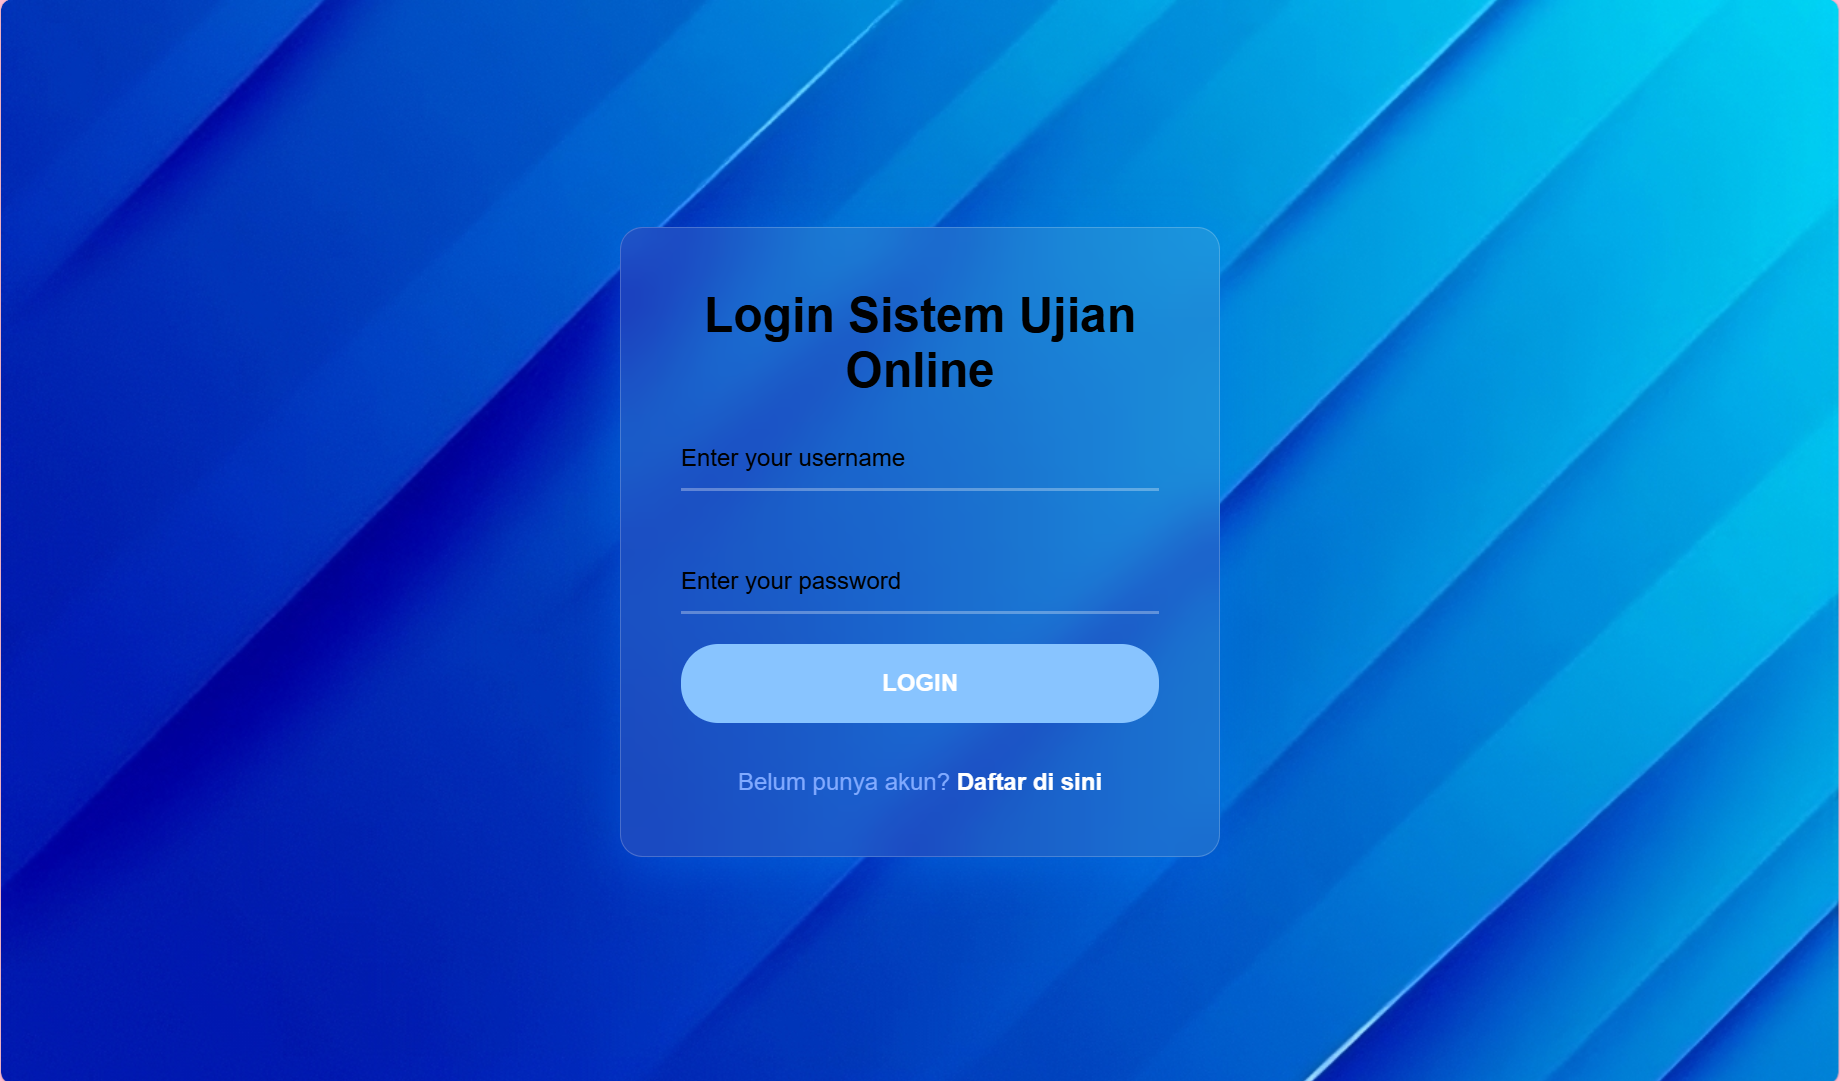 Login Sistem Ujian
Online
Enter your username
Enter your password
LOGIN
Belum punya akun? Daftar di sini